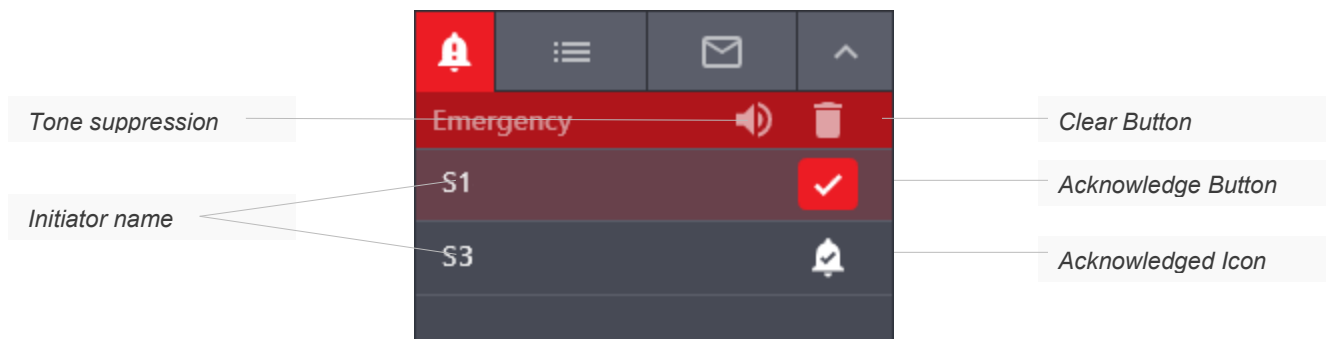 Tone suppression
Emergency
Clear Button
S1
Acknowledge Button
Initiator name
S3
Acknowledged Icon